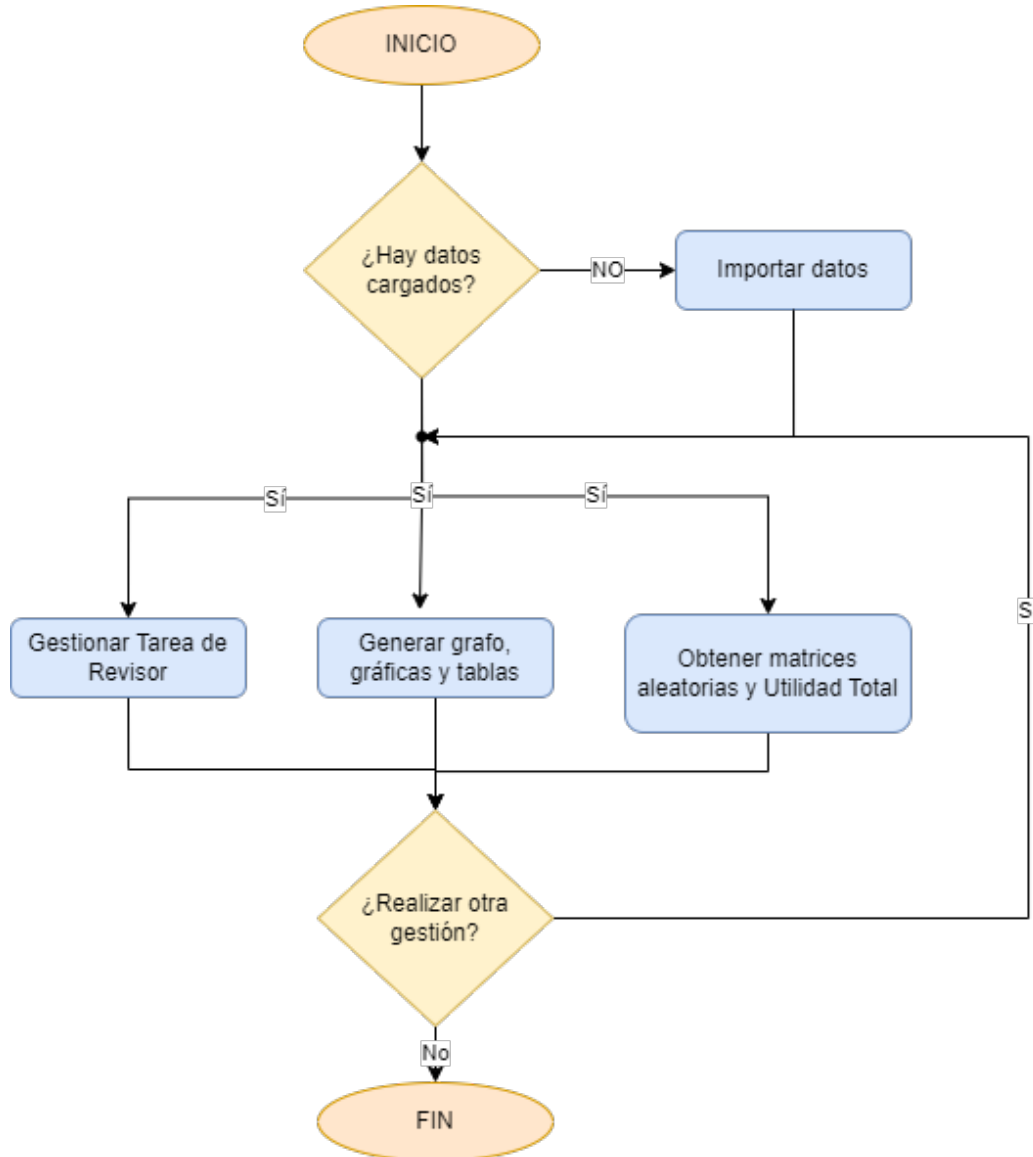 INICIO
¿Hay datos
cargados?
NO
Importar datos
Sí
Sí
Sí
Gestionar Tarea de
Revisor
Generar grafo,
gráficas y tablas
Obtener matrices
aleatorias y Utilidad Total
S
¿Realizar otra
gestión?
No
FIN